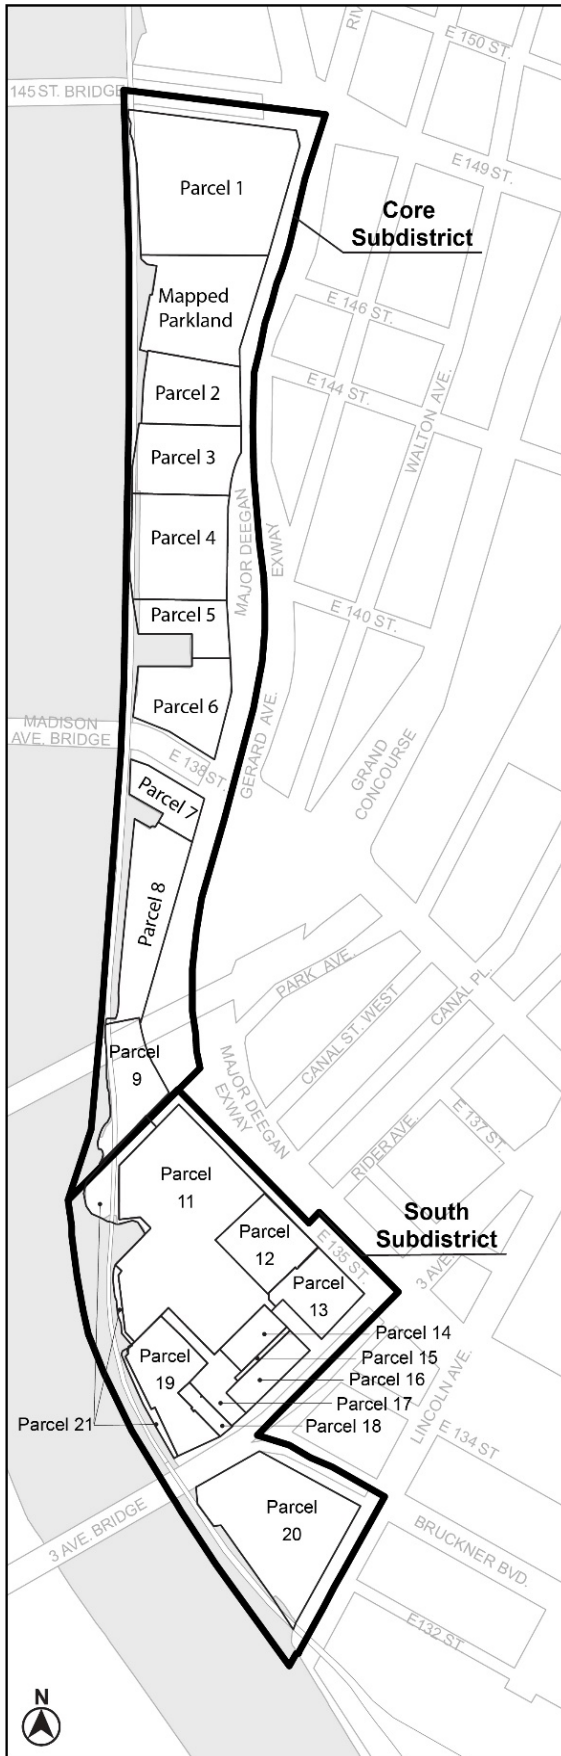 RIV
E 150 ST.
145 ST. BRIDGE
E 149 ST.
Parcel 1
Core
Subdistrict
Mapped
Parkland
E 146 ST.
Parcel 2
E 144 ST.
WALTON AVE.
Parcel 3
MAJOR DEEGAN
EXWAY
Parcel 4
Parcel 5
E 140 ST.
Parcel 6
MADISON
AVE. BRIDGE
E 138 ST.
GERARD AVE.
GRAND
CONCOURSE
Parcel 7
Parcel 8
PARK AVE.
CANAL ST. WEST
CANAL PL.
Parcel
9
MAJOR DEEGAN
EXWAY
RIDER AVE.
E 137 ST.
Parcel
11
South
Subdistrict
Parcel
12
E 135 ST.
3 AVE.
Parcel
13
Parcel 14
Parcel 15
Parcel
19
Parcel 16
Parcel 17
Parcel 18
Parcel 21
LINCOLN AVE.
E 134 ST
3 AVE. BRIDGE
Parcel
20
BRUCKNER BVD.
E132 ST
N